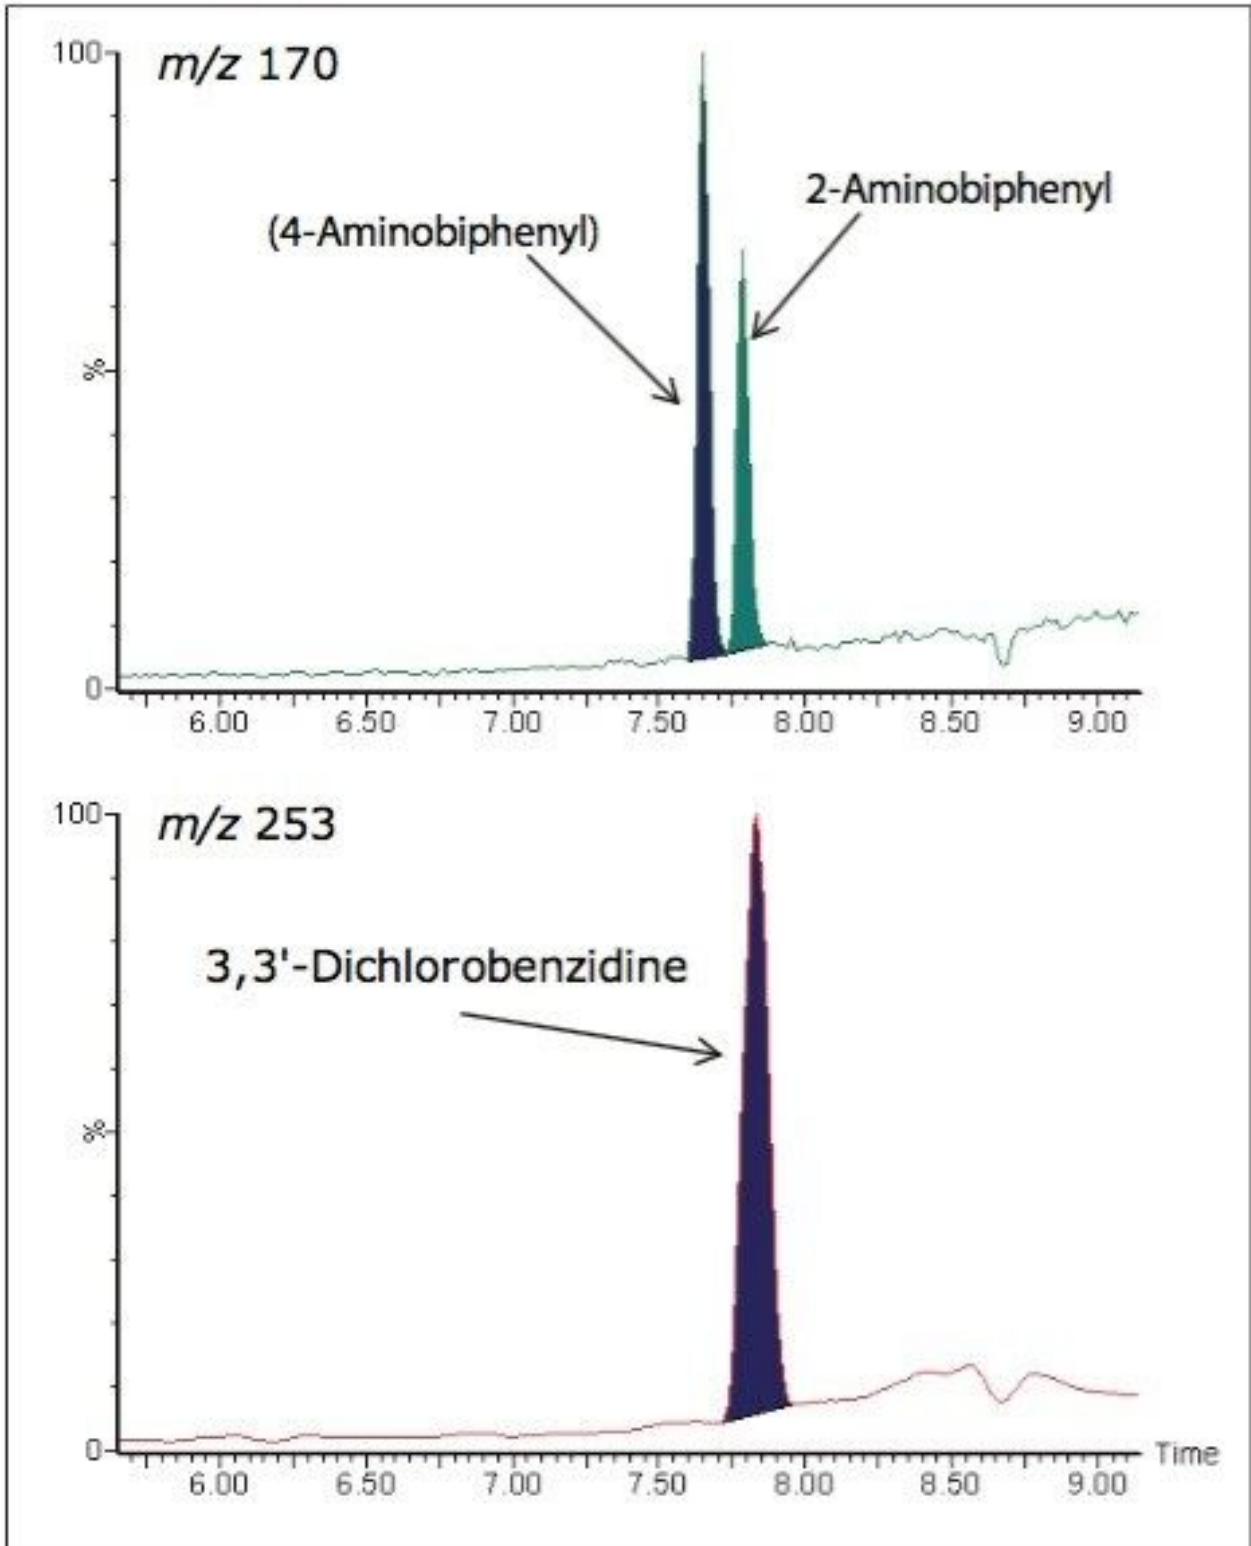 m/z 170
100
(4-Aminobiphenyl)
2-Aminobiphenyl
%
0
6.00 6.50 7.00 7.50 8.00 8.50 9.00
m/z 253
100
3,3'-Dichlorobenzidine
%
0
6.00 6.50 7.00 7.50 8.00 8.50 9.00
Time